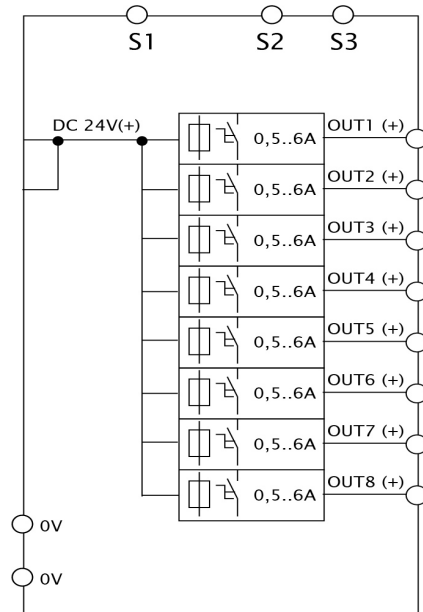 S1 S2 S3
DC 24V(+)
0,5..6A OUT1 (+)
0,5..6A OUT2 (+)
0,5..6A OUT3 (+)
0,5..6A OUT4 (+)
0,5..6A OUT5 (+)
0,5..6A OUT6 (+)
0,5..6A OUT7 (+)
0,5..6A OUT8 (+)
0V
0V